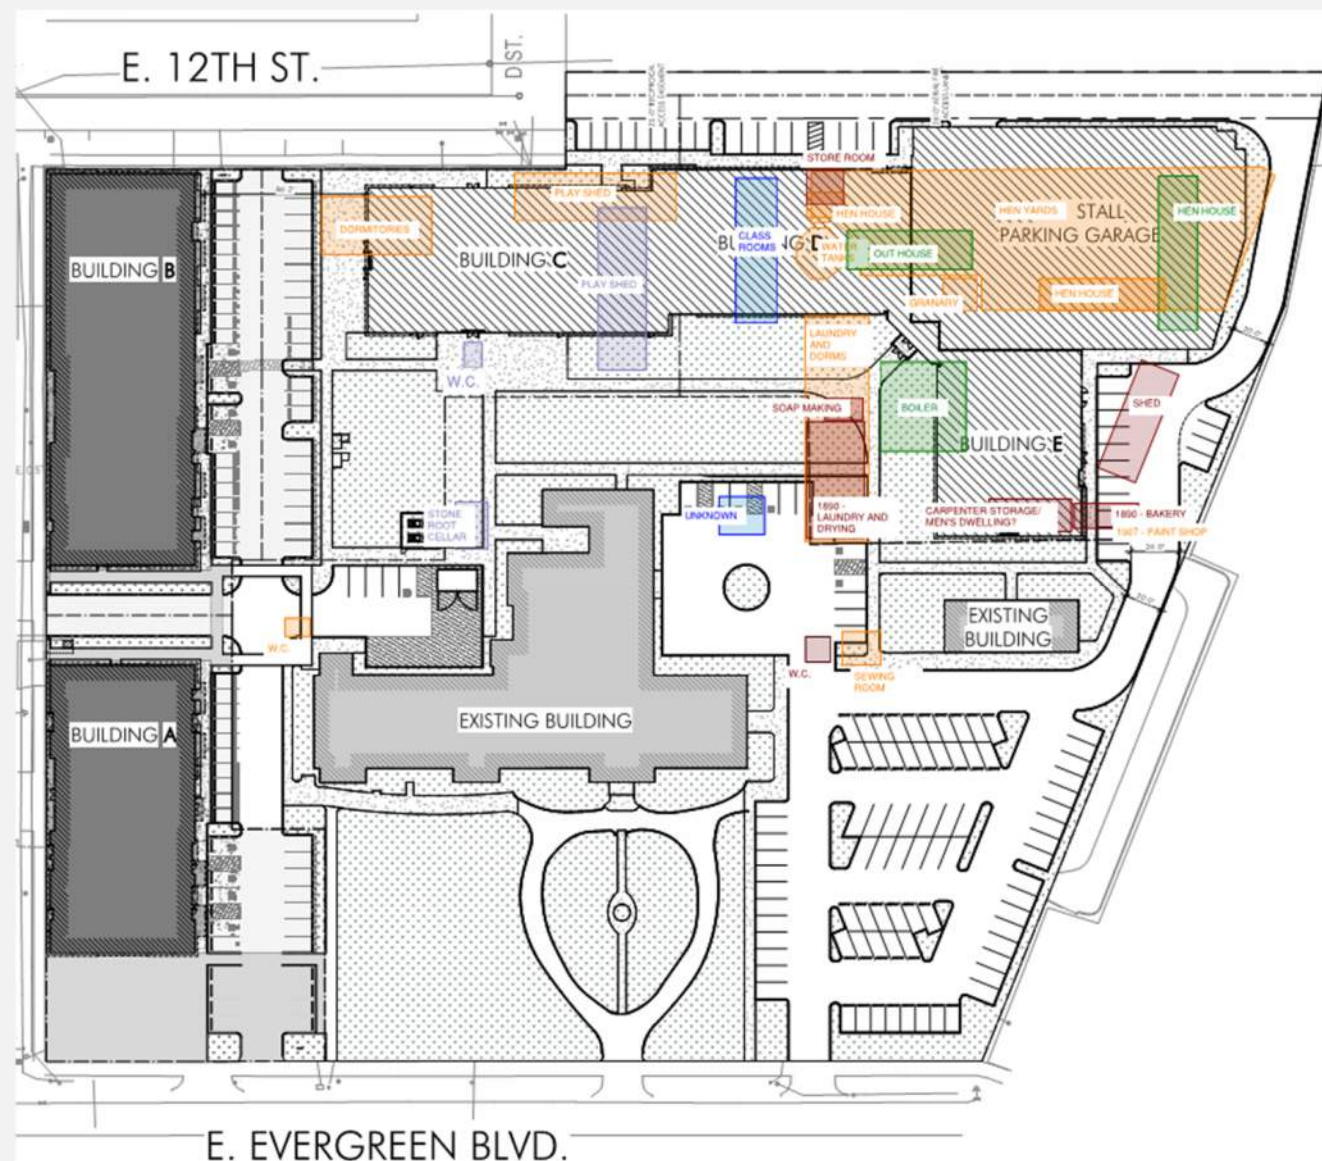 E. 12TH ST.
D ST.
STORE ROOM
PLAY SHED
HEN HOUSE
HEN YARDS
STALL
PARKING GARAGE
HEN HOUSE
DORMITORIES
BUILDING B
BUILDING C
CLASS
ROOMS
WATER
TANKS
OUT HOUSE
PLAY SHED
GRANARY
HEN HOUSE
LAUNDRY
AND
DORMS
W.C.
SOAP MAKING
BOILER
SHED
BUILDING E
STONE
ROOT
CELLAR
UNKNOWN
1890 -
LAUNDRY AND
DRYING
CARPENTER STORAGE/
MEN'S DWELLING?
1890 - BAKERY
1907 - PAINT SHOP
EXISTING
BUILDING
W.C.
W.C.
SEWING
ROOM
BUILDING A
EXISTING BUILDING
E. EVERGREEN BLVD.